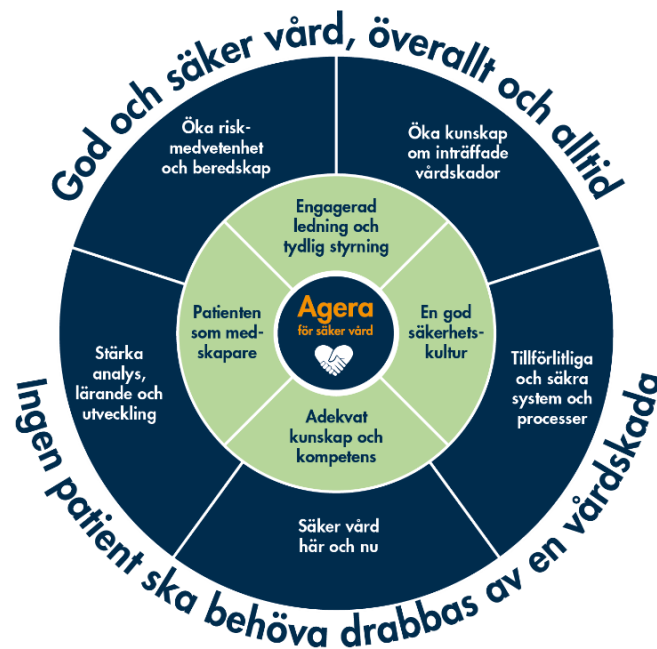 God och säker vård, överallt och alltid
Öka risk-
medvetenhet
och beredskap
Öka kunskap
om inträffade
vårdskador
Engagerad
ledning och
tydlig styrning
Patienten
som med-
skapare
Agera
för säker vård
En god
säkerhets-
kultur
Stärka
analys,
lärande och
utveckling
Tillförlitliga
och säkra
system och
processer
Adekvat
kunskap och
kompetens
Säker vård
här och nu
Ingen patient ska behöva drabbas av en vårdskada